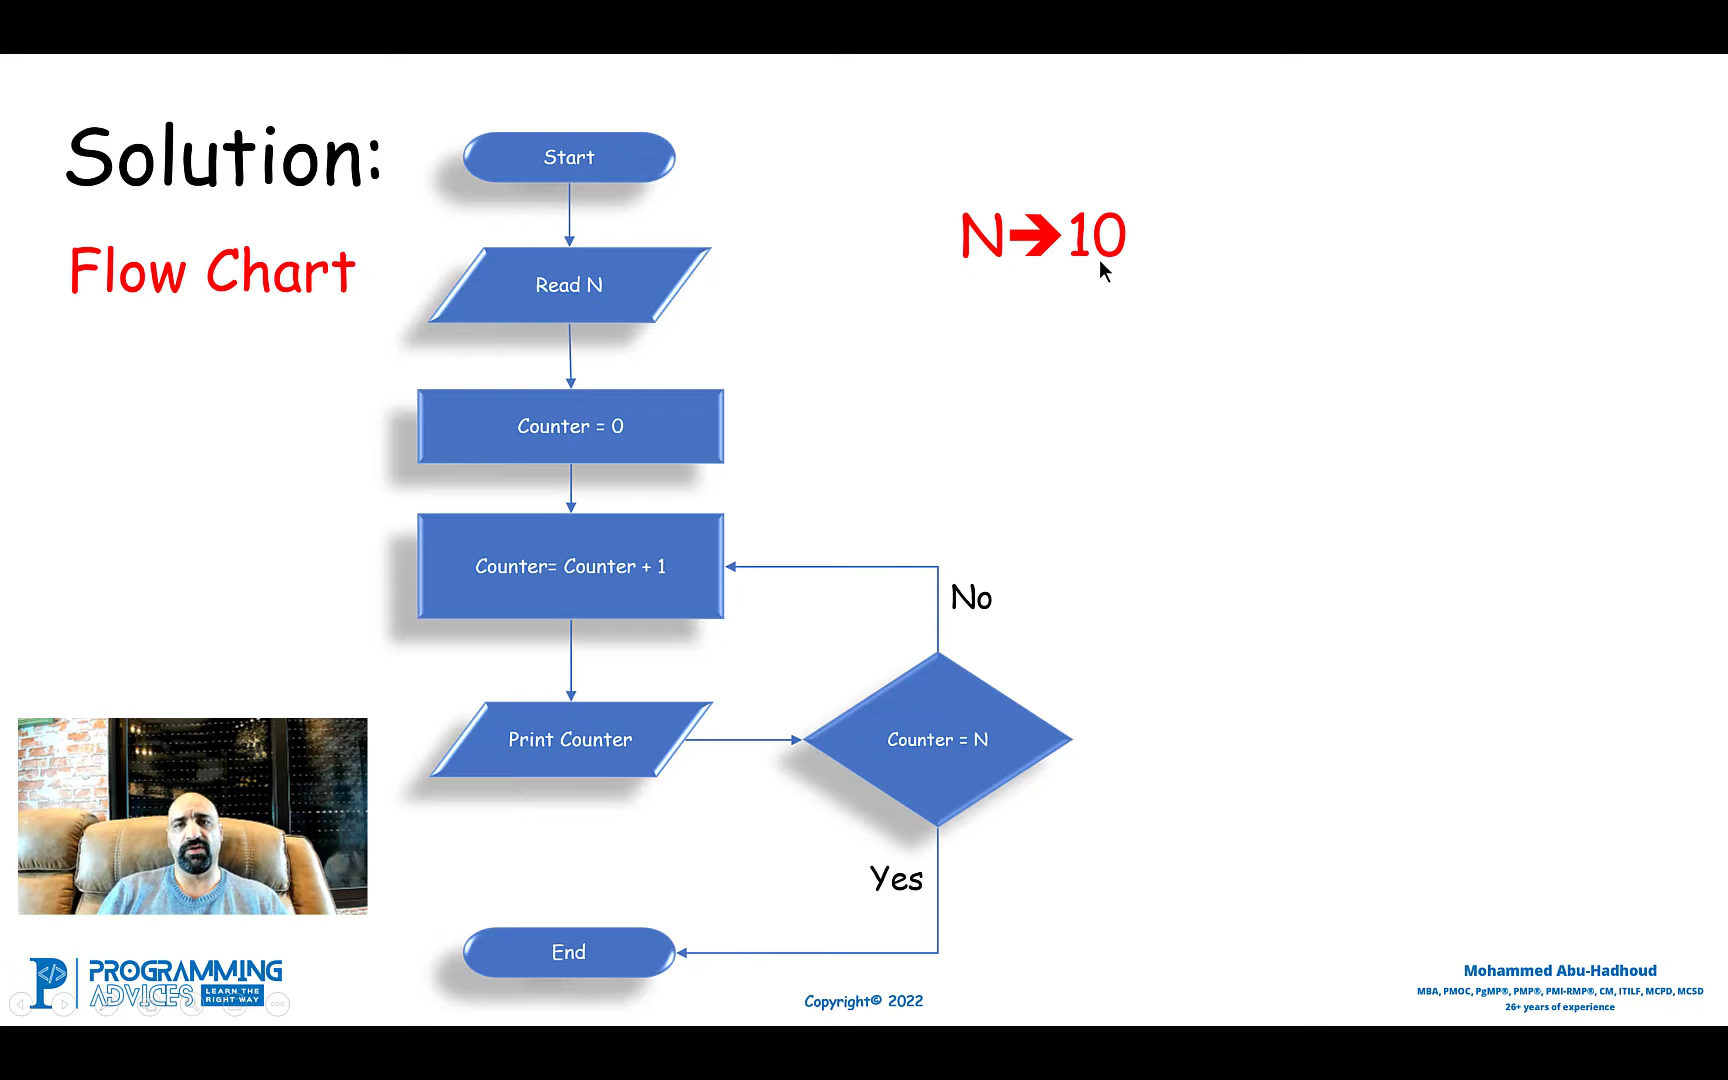 Solution:
Flow Chart
Start
Read N
N➔10
Counter = 0
Counter= Counter + 1
No
Print Counter
Counter = N
Yes
End
PROGRAMMING
ADVICES
LEARN THE
RIGHT WAY
Copyright© 2022
Mohammed Abu-Hadhoud
MBA, PMOC, PgMP®, PMP®, PMI-RMP®, CM, ITILF, MCPD, MCSD
26+ years of experience